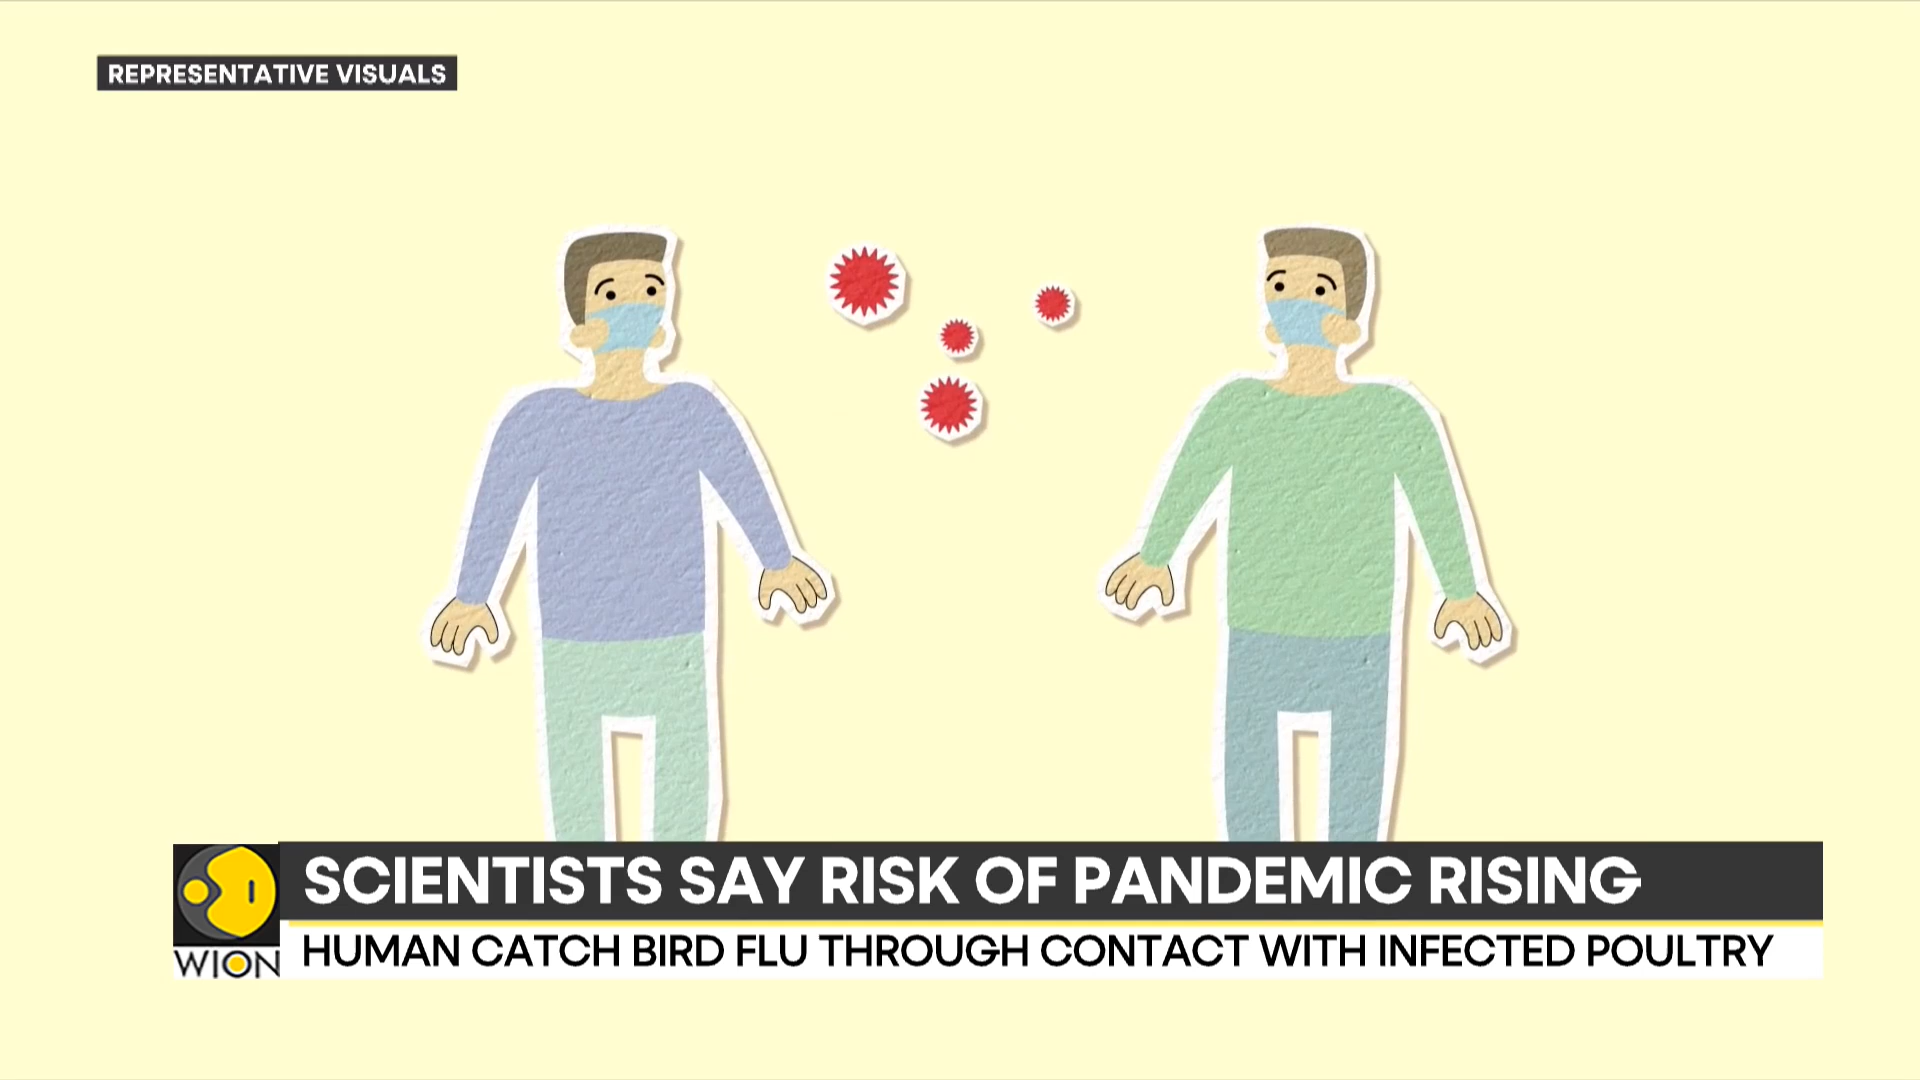 REPRESENTATIVE VISUALS
SCIENTISTS SAY RISK OF PANDEMIC RISING
HUMAN CATCH BIRD FLU THROUGH CONTACT WITH INFECTED POULTRY
WION